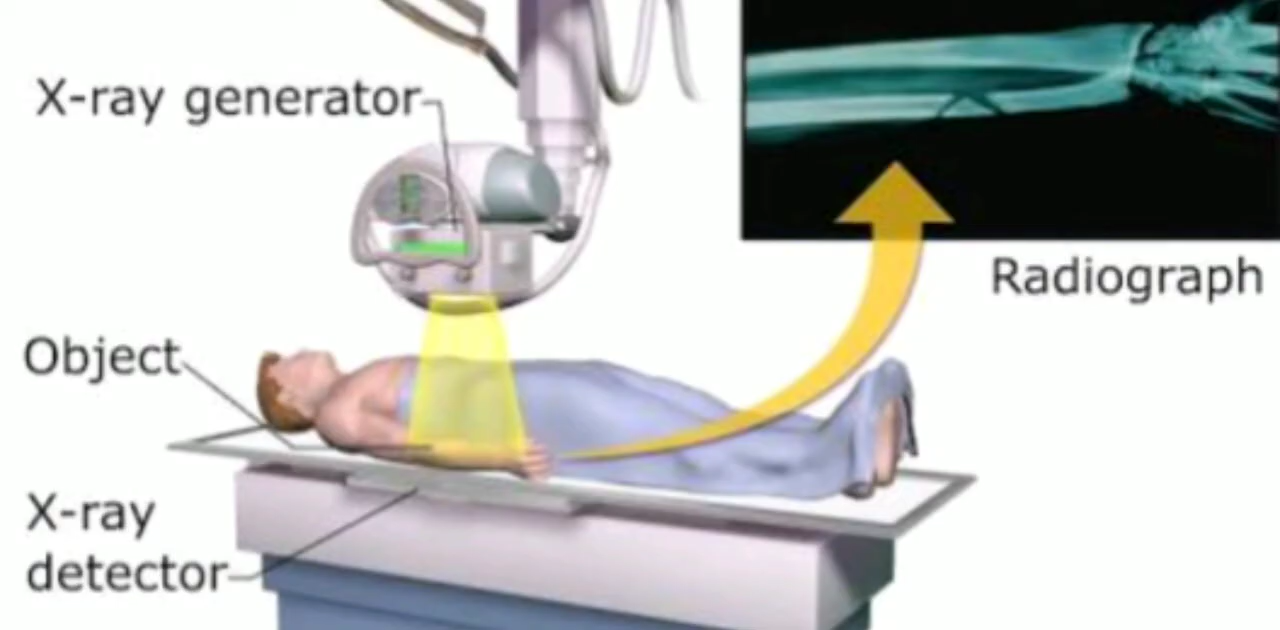 X-ray generator
Radiograph
Object
X-ray
detector